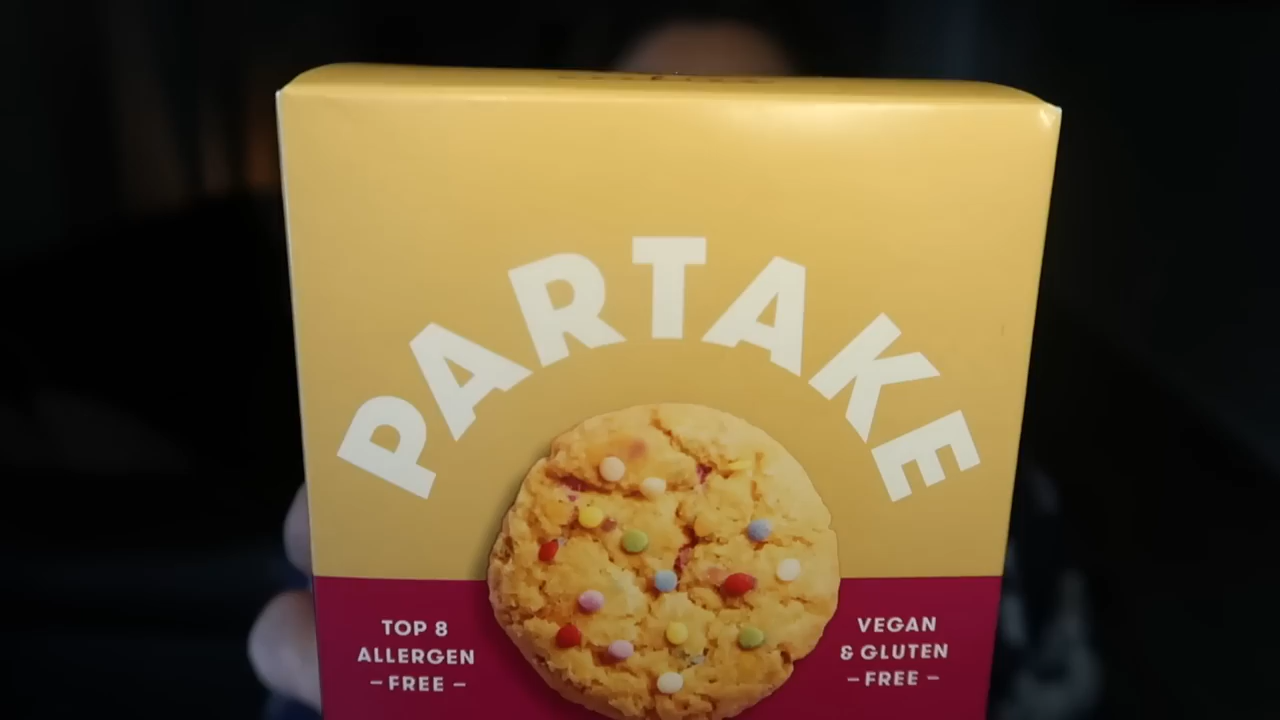 PARTAKE
TOP 8
ALLERGEN
– FREE –
VEGAN
& GLUTEN
– FREE –